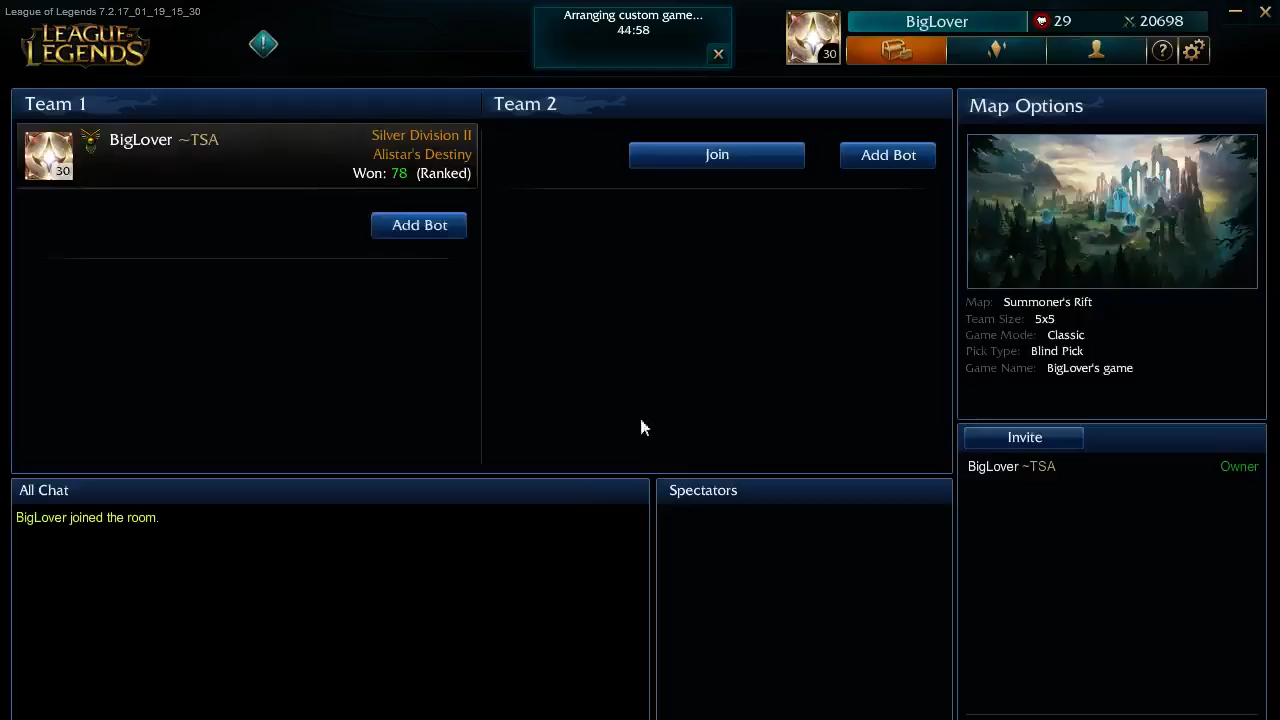 League of Legends 7.2.17_01_19_15_30
LEAGUE OF LEGENDS
Arranging custom game...
44:58
30
BigLover
29
20698
Team 1
BigLover ~TSA
30
Silver Division II
Alistar's Destiny
Won: 78 (Ranked)
Add Bot
Team 2
Join
Add Bot
Map Options
Map: Summoner's Rift
Team Size: 5x5
Game Mode: Classic
Pick Type: Blind Pick
Game Name: BigLover's game
Invite
BigLover ~TSA Owner
All Chat
BigLover joined the room.
Spectators